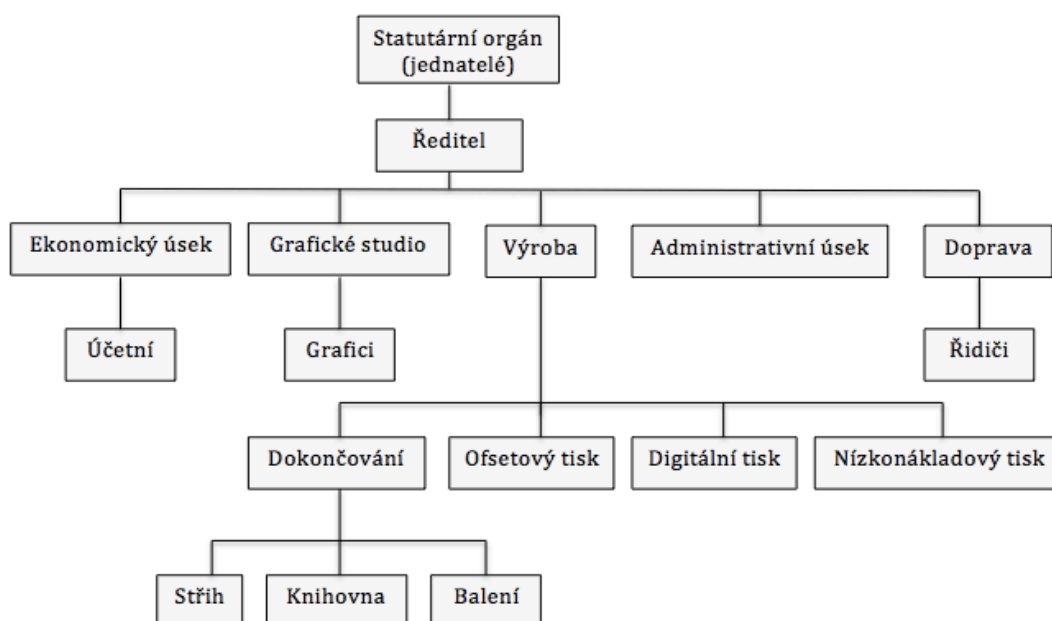 Statutární orgán
(jednatelé)
Ředitel
Ekonomický úsek
Grafické studio
Výroba
Administrativní úsek
Doprava
Účetní
Grafici
Řidiči
Dokončování
Ofsetový tisk
Digitální tisk
Nízkonákladový tisk
Střih
Knihovna
Balení